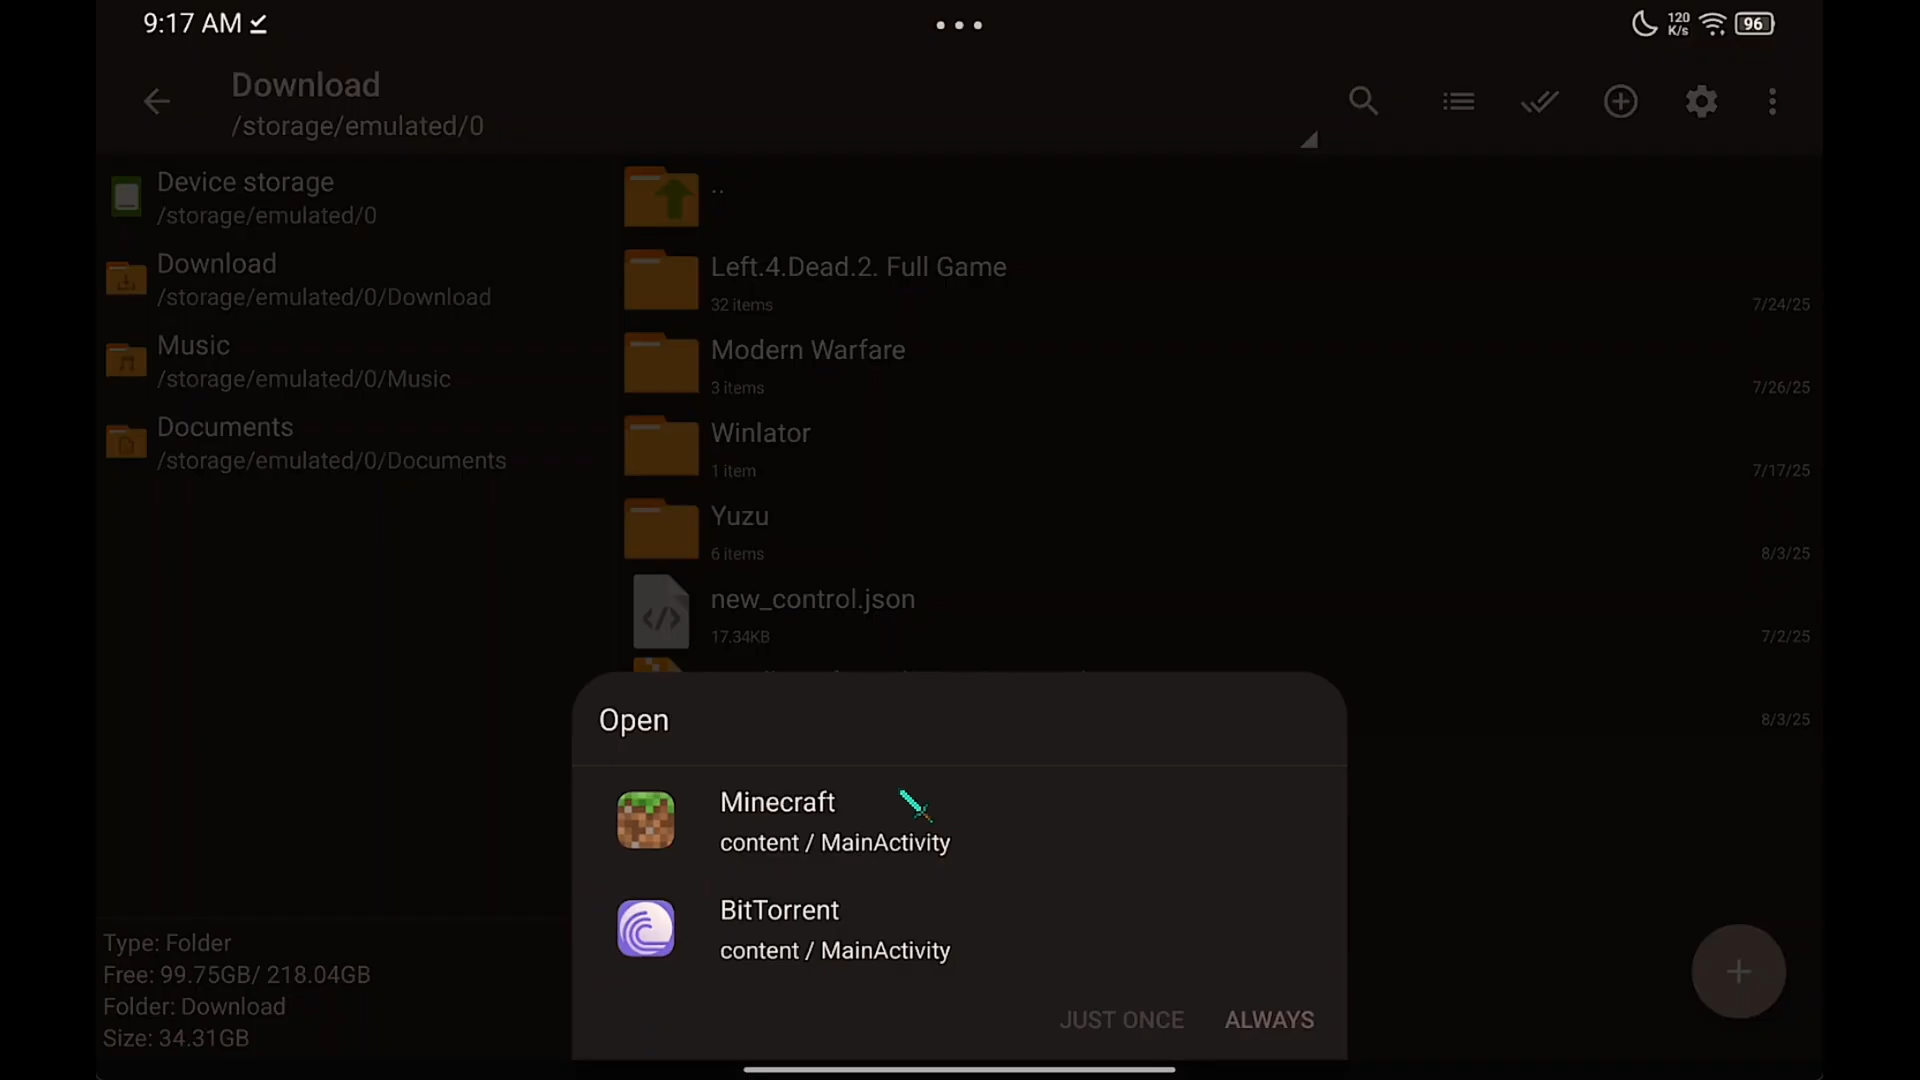 9:17 AM
120
K/s
96
Download
/storage/emulated/0
Device storage
/storage/emulated/0
Download
/storage/emulated/0/Download
Music
/storage/emulated/0/Music
Documents
/storage/emulated/0/Documents
..
Left.4.Dead.2. Full Game
32 items
7/24/25
Modern Warfare
3 items
7/26/25
Winlator
1 item
7/17/25
Yuzu
6 items
8/3/25
new_control.json
17.34KB
7/2/25
8/3/25
Open
Minecraft
content / MainActivity
BitTorrent
content / MainActivity
JUST ONCE
ALWAYS
Type: Folder
Free: 99.75GB/ 218.04GB
Folder: Download
Size: 34.31GB